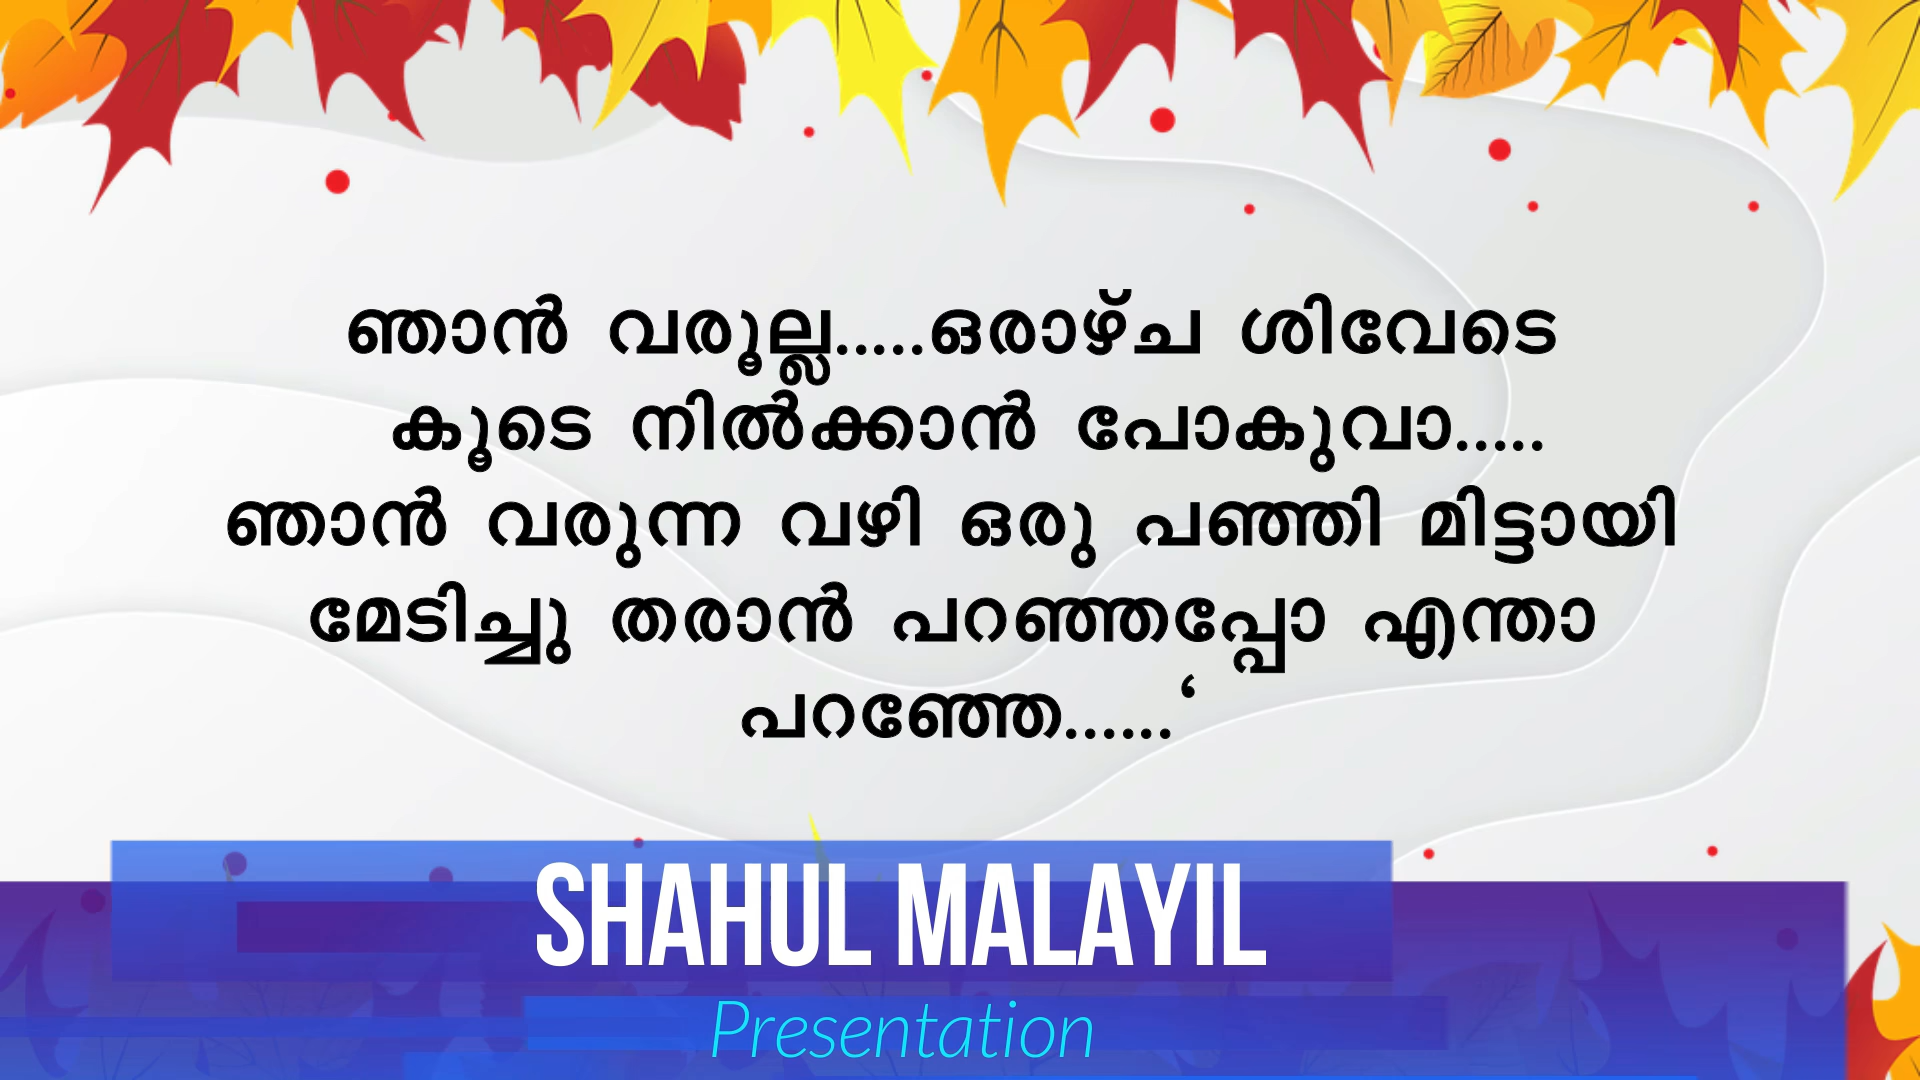 ഞാൻ വരൂല്ല.....ഒരാഴ്ച ശിവേടെ
കൂടെ നിൽക്കാൻ പോകുവാ.....
ഞാൻ വരുന്ന വഴി ഒരു പഞ്ഞി മിട്ടായി
മേടിച്ചു തരാൻ പറഞ്ഞപ്പോ എന്താ
പറഞ്ഞേ......‘
SHAHUL MALAYIL
Presentation